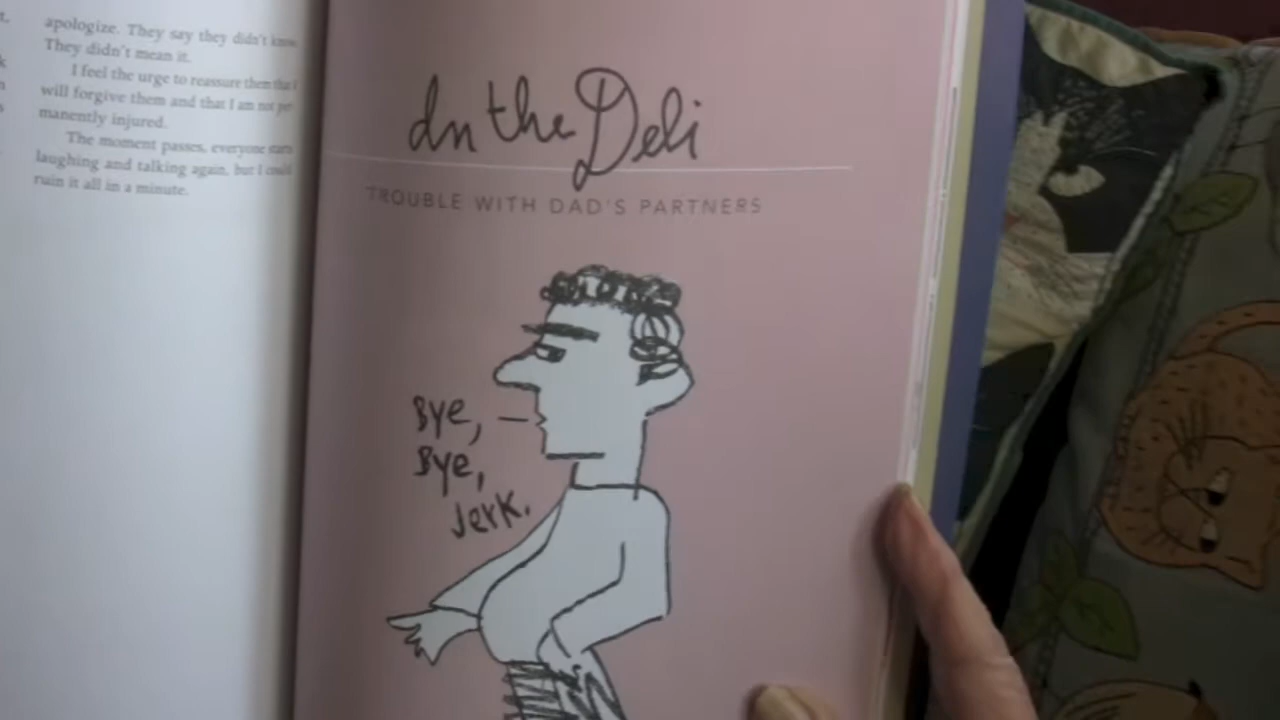 apologize. They say they didn't know
They didn't mean it.
I feel the urge to reassure them that I
will forgive them and that I am not per
manently injured.
The moment passes, everyone starts
laughing and talking again, but I could
ruin it all in a minute.
In the Deli
TROUBLE WITH DAD'S PARTNERS
Bye,
Bye,
Jerk.